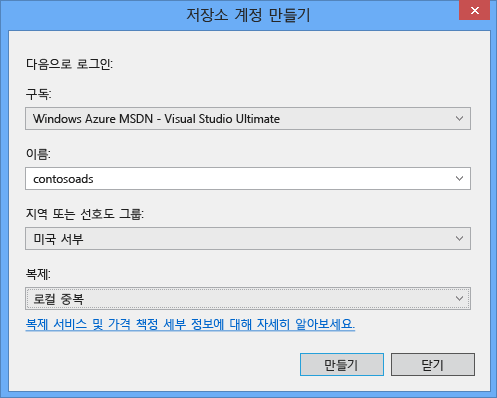 저장소 계정 만들기
다음으로 로그인:
구독:
Windows Azure MSDN - Visual Studio Ultimate
이름:
contosoads
지역 또는 선호도 그룹:
미국 서부
복제:
로컬 중복
복제 서비스 및 가격 책정 세부 정보에 대해 자세히 알아보세요.
만들기
닫기